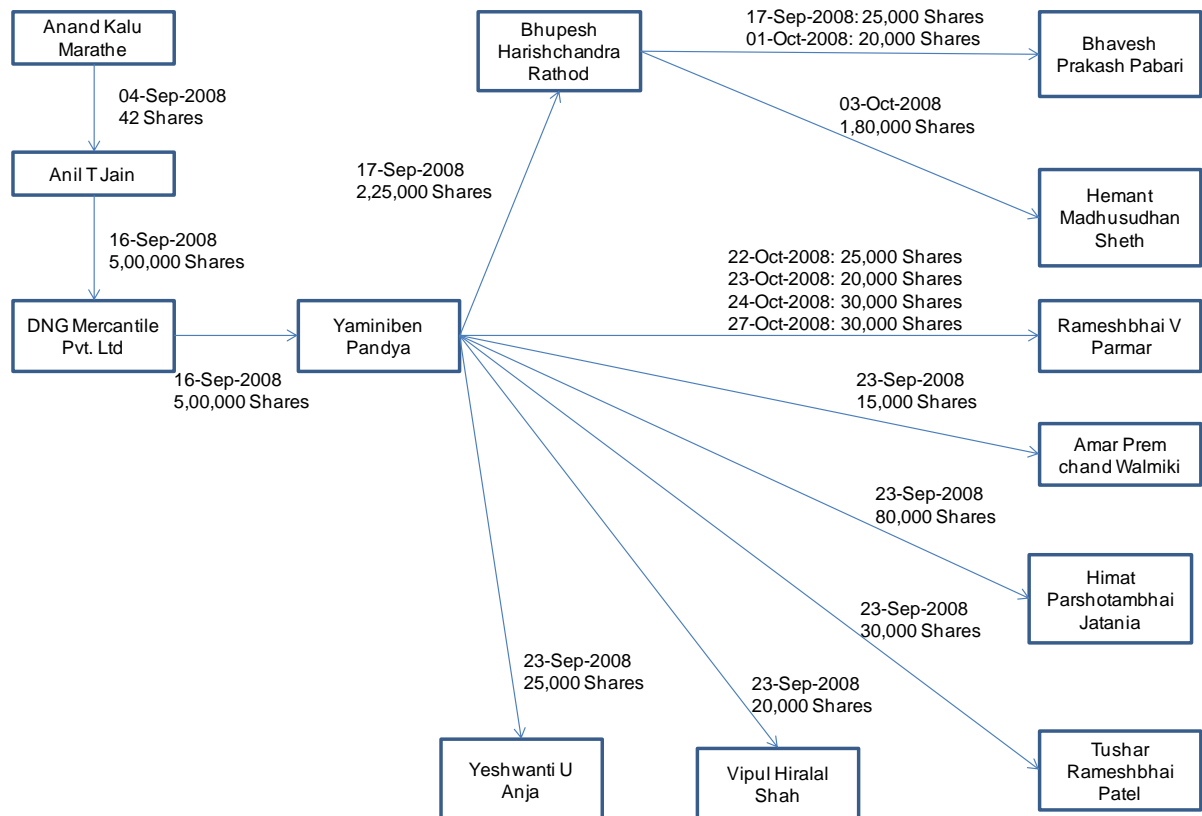 Anand Kalu
Marathe
04-Sep-2008
42 Shares
Anil T Jain
16-Sep-2008
5,00,000 Shares
DNG Mercantile
Pvt. Ltd
16-Sep-2008
5,00,000 Shares
Yaminiben
Pandya
17-Sep-2008
2,25,000 Shares
Bhupesh
Harishchandra
Rathod
17-Sep-2008: 25,000 Shares
01-Oct-2008: 20,000 Shares
Bhavesh
Prakash Pabari
03-Oct-2008
1,80,000 Shares
Hemant
Madhusudhan
Sheth
22-Oct-2008: 25,000 Shares
23-Oct-2008: 20,000 Shares
24-Oct-2008: 30,000 Shares
27-Oct-2008: 30,000 Shares
Rameshbhai V
Parmar
23-Sep-2008
15,000 Shares
Amar Prem
chand Walmiki
23-Sep-2008
80,000 Shares
Himat
Parshotambhai
Jatania
23-Sep-2008
30,000 Shares
Tushar
Rameshbhai
Patel
23-Sep-2008
20,000 Shares
Vipul Hiralal
Shah
23-Sep-2008
25,000 Shares
Yeshwanti U
Anja